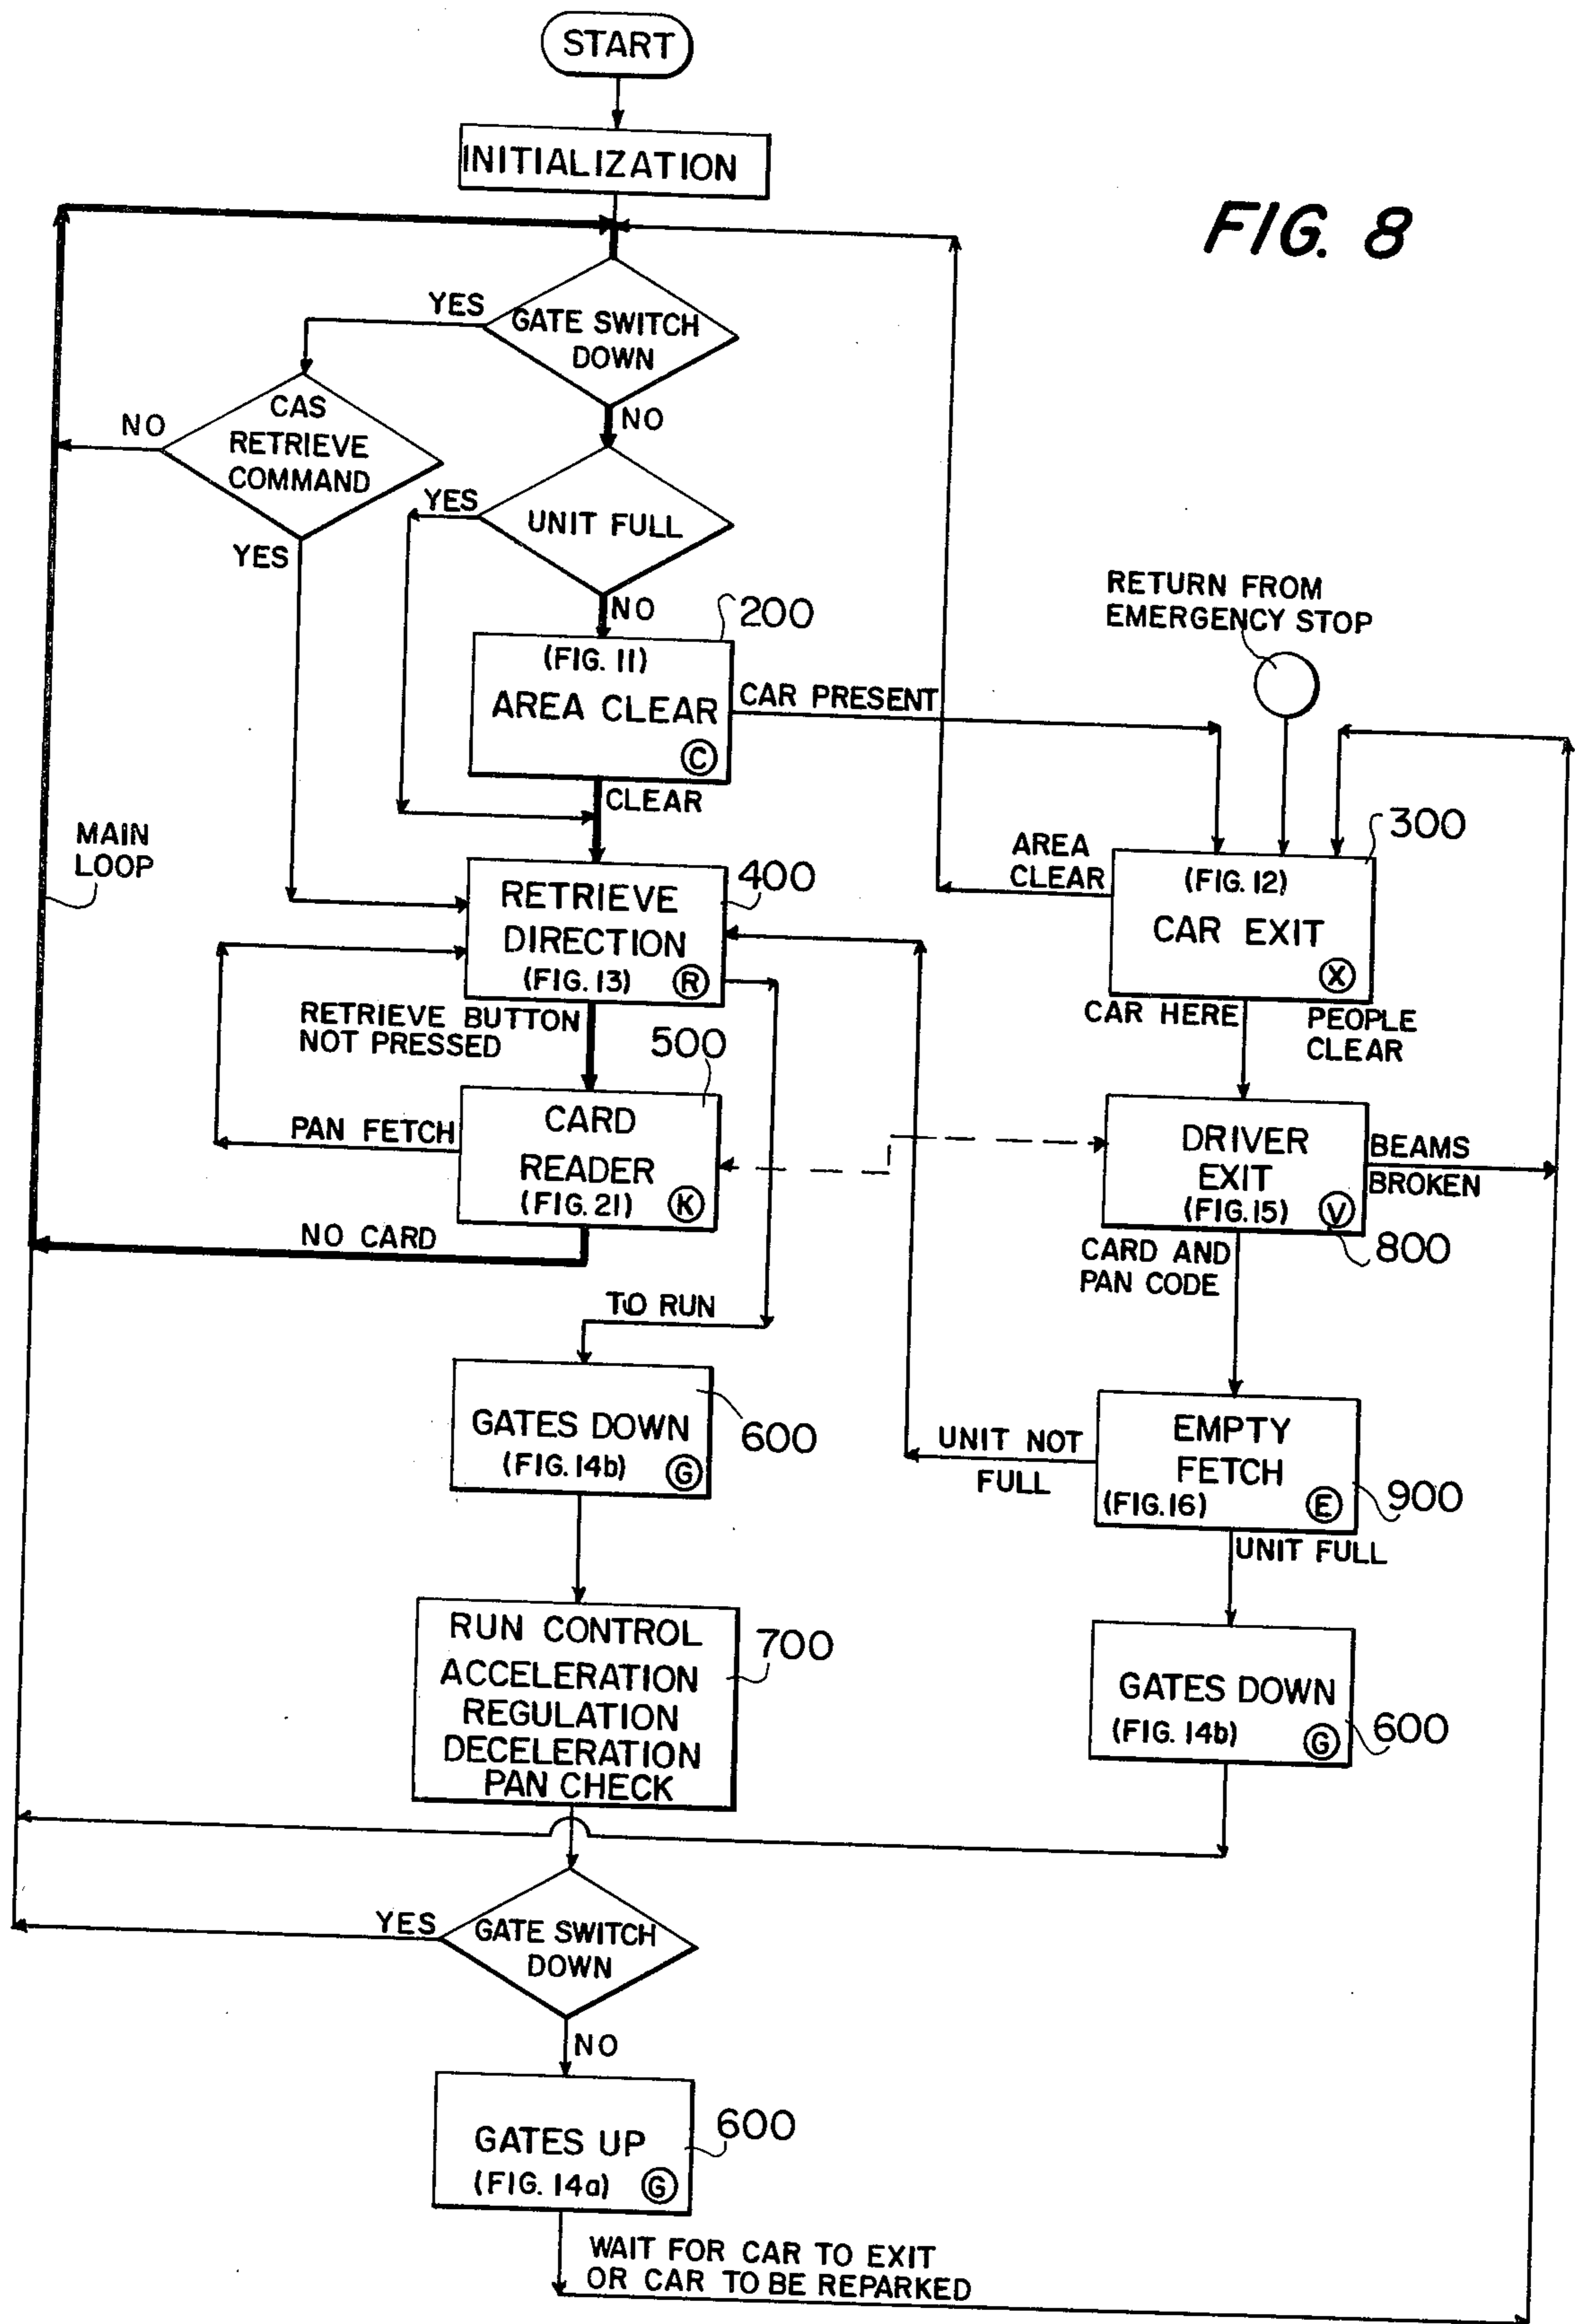 START
INITIALIZATION
FIG. 8
YES
GATE SWITCH
DOWN
NO
CAS
RETRIEVE
COMMAND
NO
YES
YES
UNIT FULL
NO
200
(FIG. 11)
AREA CLEAR
C
CAR PRESENT
CLEAR
RETURN FROM
EMERGENCY STOP
MAIN
LOOP
AREA
CLEAR
300
(FIG. 12)
CAR EXIT
X
CAR HERE
PEOPLE
CLEAR
400
RETRIEVE
DIRECTION
(FIG. 13)
R
RETRIEVE BUTTON
NOT PRESSED
500
PAN FETCH
CARD
READER
(FIG. 21)
K
NO CARD
DRIVER
EXIT
(FIG. 15)
V
BEAMS
BROKEN
800
CARD AND
PAN CODE
TO RUN
GATES DOWN
(FIG. 14b)
G
600
UNIT NOT
FULL
EMPTY
FETCH
(FIG. 16)
E
900
UNIT FULL
RUN CONTROL
ACCELERATION
REGULATION
DECELERATION
PAN CHECK
700
GATES DOWN
(FIG. 14b)
G
600
YES
GATE SWITCH
DOWN
NO
GATES UP
(FIG. 14a)
G
600
WAIT FOR CAR TO EXIT
OR CAR TO BE REPARKED